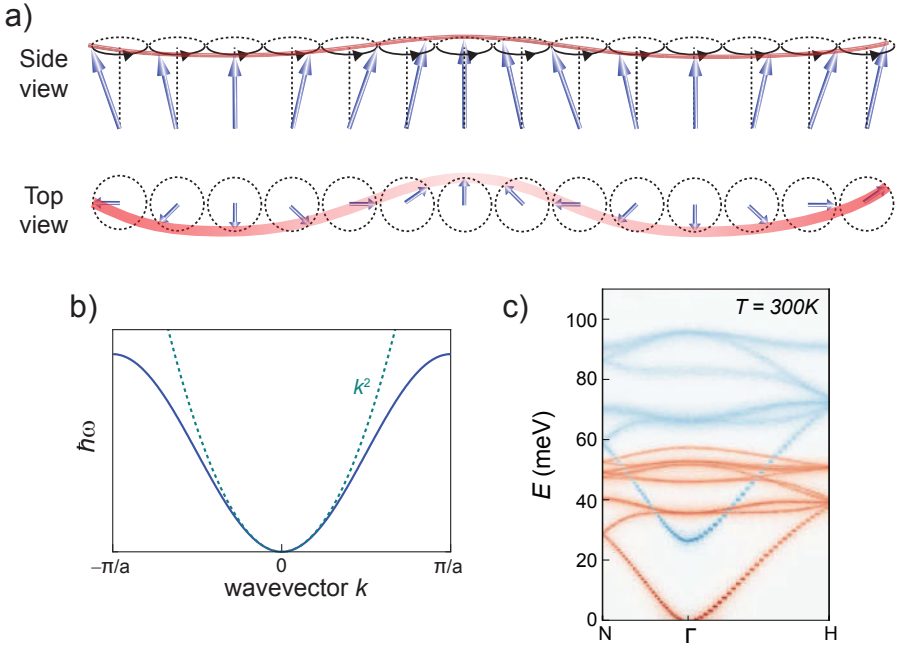 a)
Side
view
Top
view
b)
k²
ħω
−π/a
0
π/a
wavevector k
c)
T = 300K
E (meV)
100
80
60
40
20
0
N
Γ
H